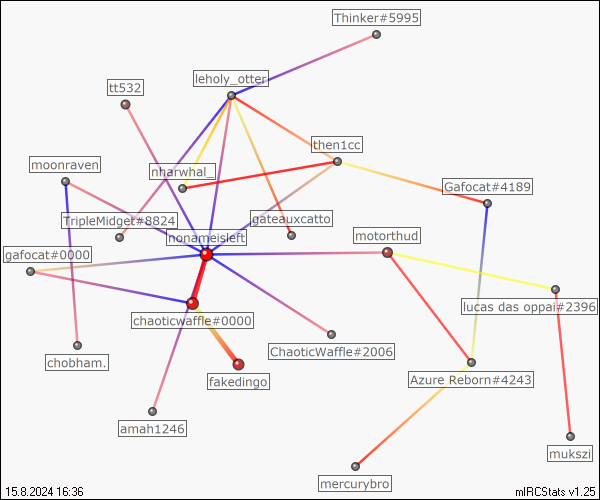 Thinker#5995
leholy_otter
tt532
then1cc
moonraven
nharwhal_
Gafocat#4189
TripleMidget#8824
gateauxcatto
nonameisleft
motorthud
gafocat#0000
lucas das oppai#2396
chaoticwaffle#0000
ChaoticWaffle#2006
chobham.
fakedingo
Azure Reborn#4243
amah1246
mukszi
mercurybro
15.8.2024 16:36
mIRCStats v1.25